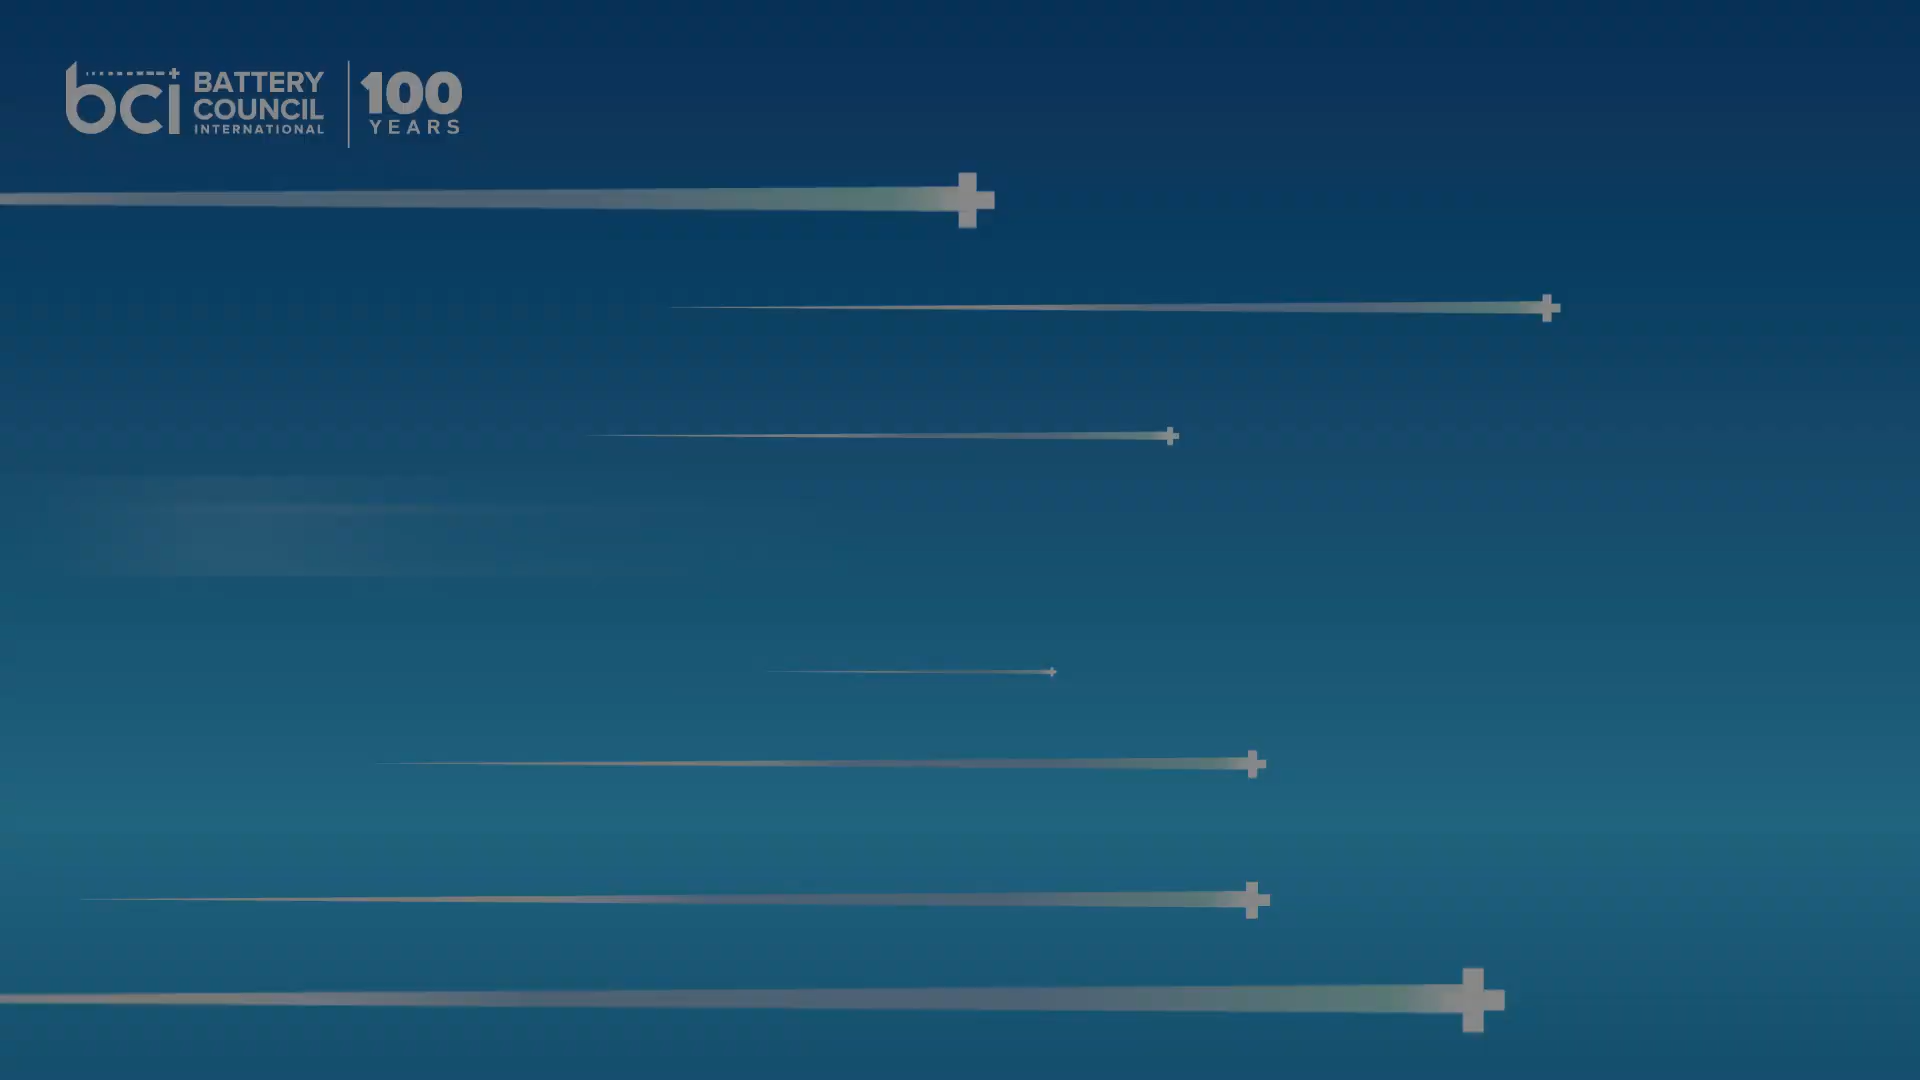 bci
BATTERY
COUNCIL
INTERNATIONAL
100
YEARS